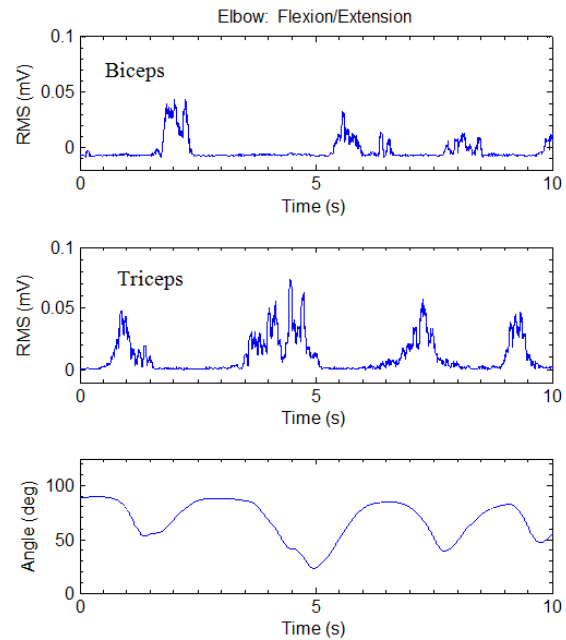 Elbow: Flexion/Extension
0.1
Biceps
0.05
RMS (mV)
0
0 5 10
Time (s)
0.1
Triceps
0.05
RMS (mV)
0
0 5 10
Time (s)
100
50
Angle (deg)
0
0 5 10
Time (s)